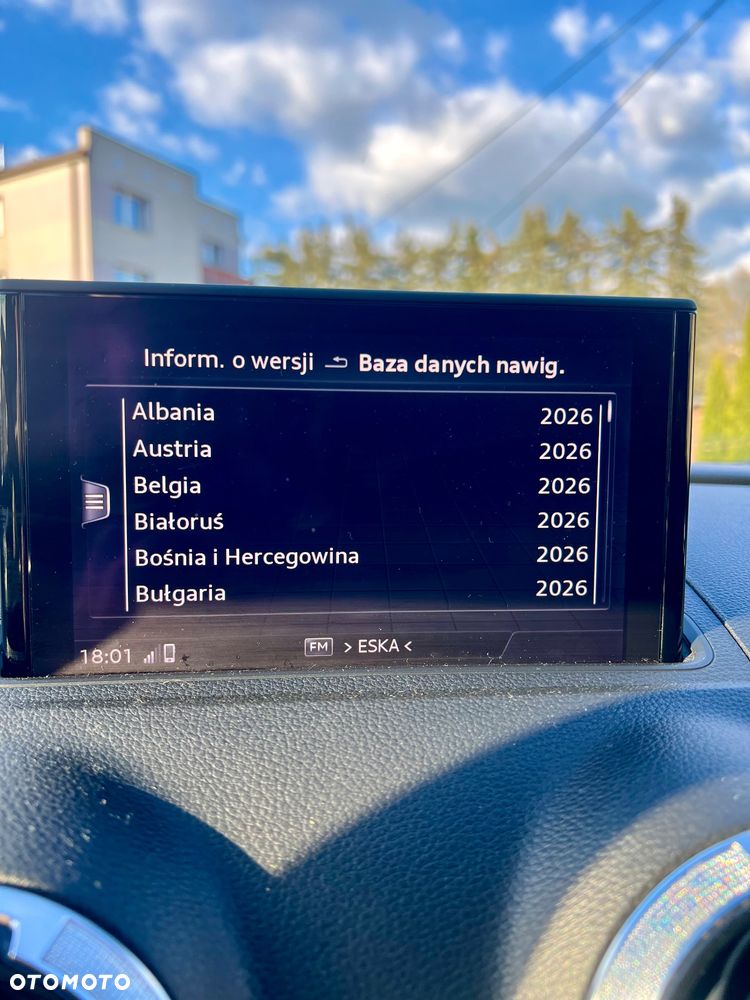 Inform. o wersji Baza danych nawig.
Albania 2026
Austria 2026
Belgia 2026
Białoruś 2026
Bośnia i Hercegowina 2026
Bułgaria 2026
18:01 FM > ESKA <
OTOMOTO